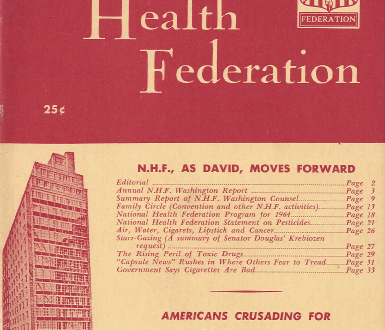 Health
FEDERATION
Federation
25¢
N.H.F., AS DAVID, MOVES FORWARD
Editorial Page 2
Annual N.H.F. Washington Report Page 3
Summary Report of N.H.F. Washington Counsel Page 9
Family Circle (Convention and other N.H.F. activities) Page 13
National Health Federation Program for 1964 Page 18
National Health Federation Statement on Pesticides Page 21
Air, Water, Cigarets, Lipstick and Cancer Page 26
Starr-Gazing (A summary of Senator Douglas' Krebiozen
request) Page 27
The Rising Peril of Toxic Drugs Page 29
"Capsule News" Rushes in Where Others Fear to Tread Page 31
Government Says Cigarettes Are Bad Page 33
AMERICANS CRUSADING FOR